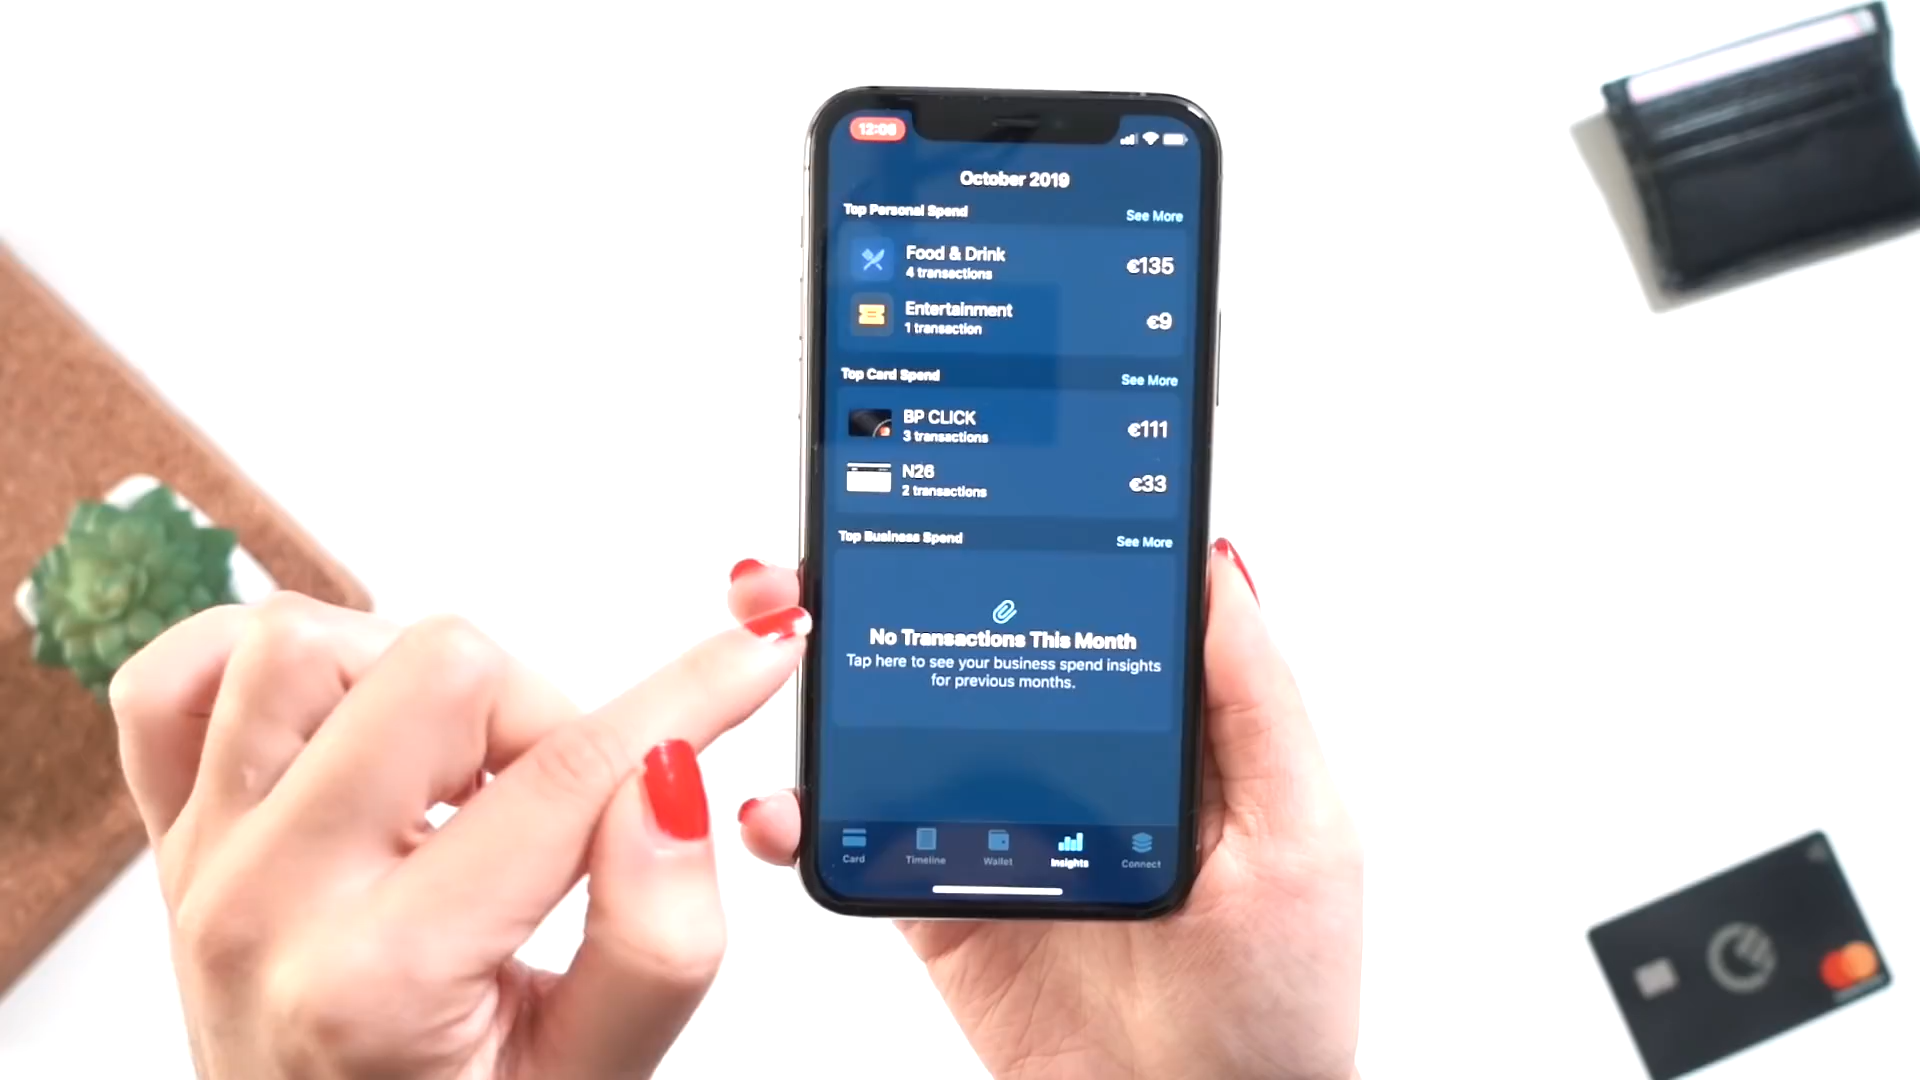 12:08
October 2019
Top Personal Spend
See More
Food & Drink
4 transactions
€135
Entertainment
1 transaction
€9
Top Card Spend
See More
BP CLICK
3 transactions
€111
N26
2 transactions
€33
Top Business Spend
See More
No Transactions This Month
Tap here to see your business spend insights
for previous months.
Card
Timeline
Wallet
Insights
Connect